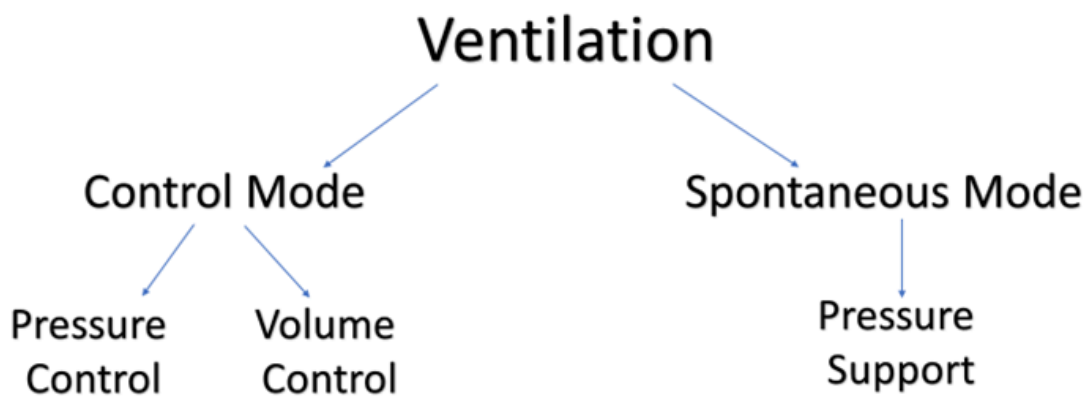 Ventilation
Control Mode
Spontaneous Mode
Pressure
Control
Volume
Control
Pressure
Support